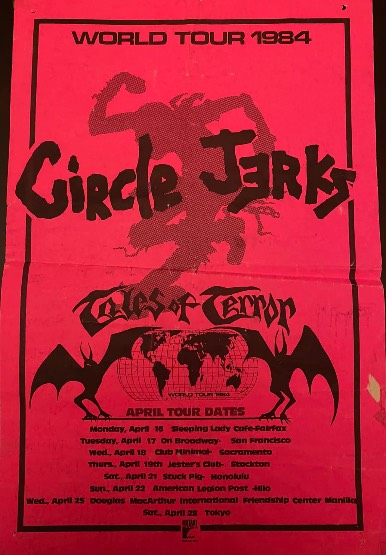 WORLD TOUR 1984
CIRCLE JERKS
Tales of Terror
WORLD TOUR 1984
APRIL TOUR DATES
Monday, April 16 Sleeping Lady Cafe-Fairfax
Tuesday, April 17 On Broadway- San Francisco
Wed., April 18 Club Minimal- Sacramento
Thurs., April 19th Jester's Club- Stockton
Sat., April 21 Stuck Pig- Honolulu
Sun., April 22 American Legion Post -Hilo
Wed., April 25 Douglas MacArthur International Friendship Center Manila
Sat., April 28 Tokyo